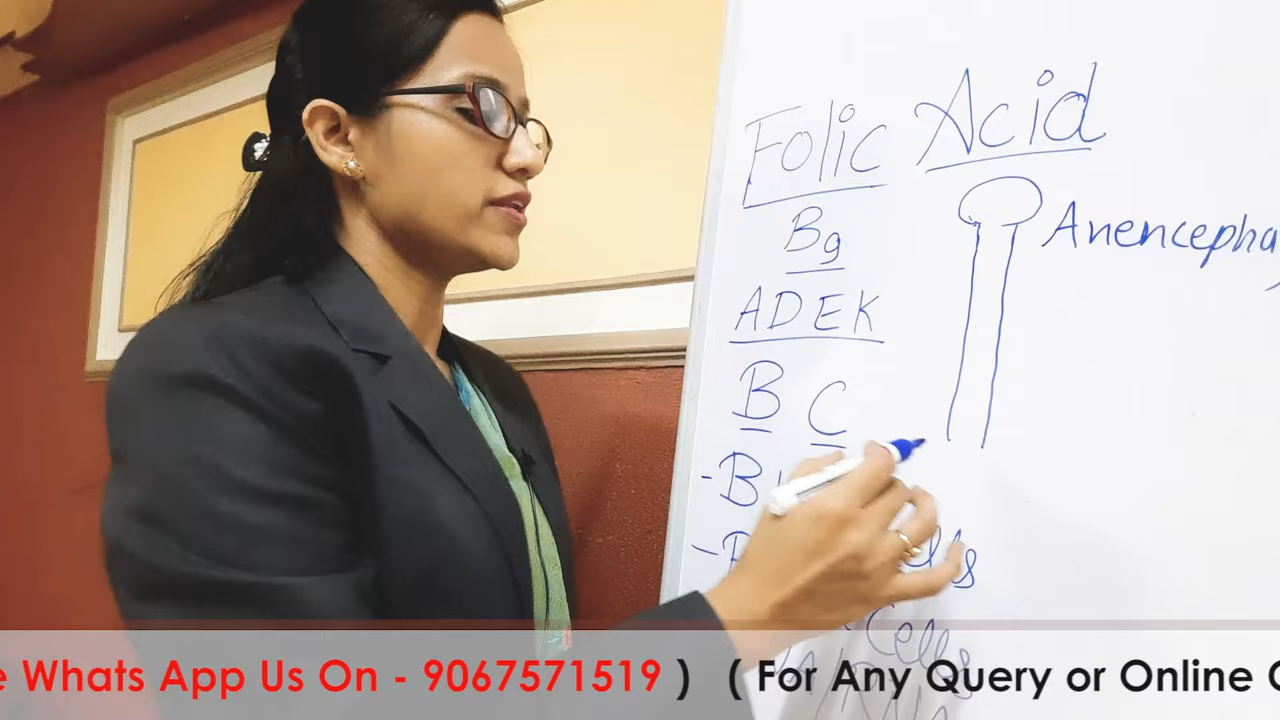 Folic Acid
B9
Anencepha
ADEK
B C
- B
-
Cells
e Whats App Us On - 9067571519 ) ( For Any Query or Online C